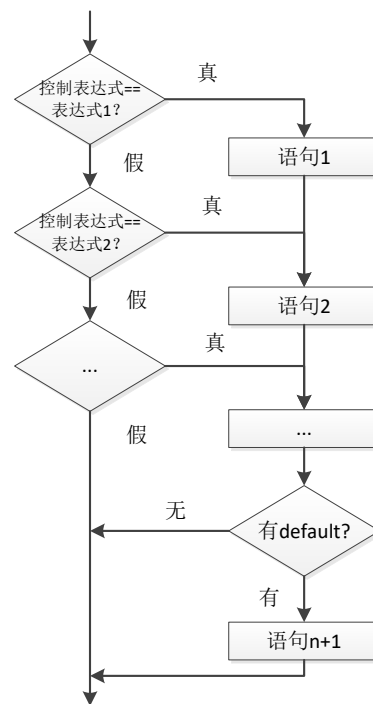 控制表达式==
表达式1?
真
假
语句1
控制表达式==
表达式2?
真
假
语句2
...
真
假
...
有default?
无
有
语句n+1